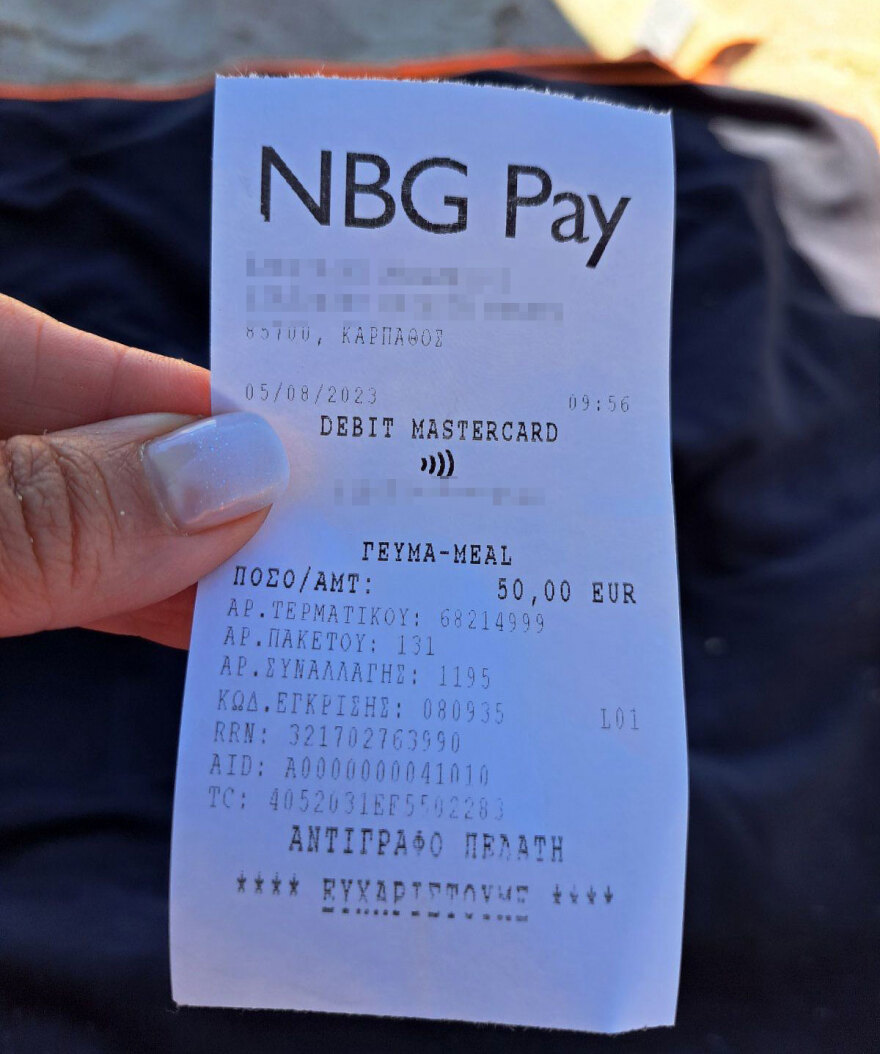 NBG Pay
85700, ΚΑΡΠΑΘΟΣ
05/08/2023 09:56
DEBIT MASTERCARD
ΓΕΥΜΑ-MEAL
ΠΟΣΟ/AMT: 50,00 EUR
ΑΡ.ΤΕΡΜΑΤΙΚΟΥ: 68214999
ΑΡ.ΠΑΚΕΤΟΥ: 131
ΑΡ.ΣΥΝΑΛΛΑΓΗΣ: 1195
ΚΩΔ.ΕΓΚΡΙΣΗΣ: 080935 L01
RRN: 321702763990
AID: A0000000041010
TC: 4052031EF5502283
ΑΝΤΙΓΡΑΦΟ ΠΕΛΑΤΗ
**** ΕΥΧΑΡΙΣΤΟΥΜΕ ****